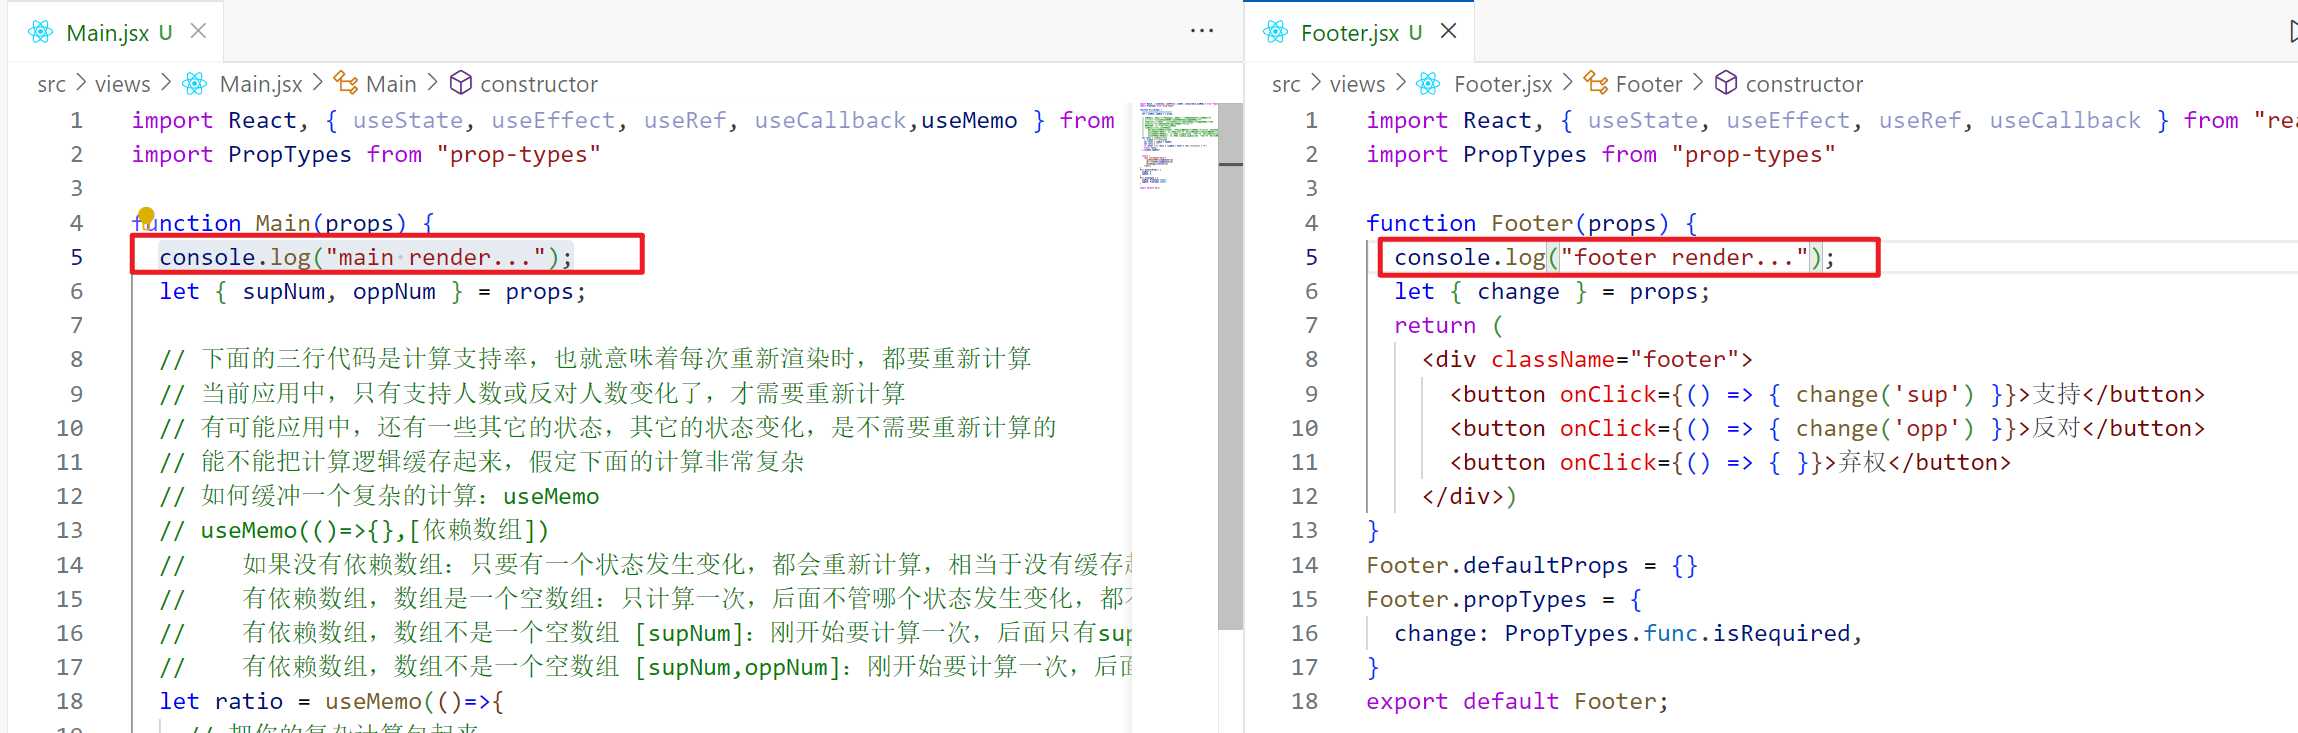 Main.jsx U
src > views > Main.jsx > Main > constructor
1 import React, { useState, useEffect, useRef, useCallback,useMemo } from
2 import PropTypes from "prop-types"
3
4 function Main(props) {
5 console.log("main render...");
6 let { supNum, oppNum } = props;
7
8 // 下面的三行代码是计算支持率，也就意味着每次重新渲染时，都要重新计算
9 // 当前应用中，只有支持人数或反对人数变化了，才需要重新计算
10 // 有可能应用中，还有一些其它的状态，其它的状态变化，是不需要重新计算的
11 // 能不能把计算逻辑缓存起来，假定下面的计算非常复杂
12 // 如何缓冲一个复杂的计算：useMemo
13 // useMemo(()=>{},[依赖数组])
14 // 如果没有依赖数组：只要有一个状态发生变化，都会重新计算，相当于没有缓存
15 // 有依赖数组，数组是一个空数组：只计算一次，后面不管哪个状态发生变化，都
16 // 有依赖数组，数组不是一个空数组 [supNum]：刚开始要计算一次，后面只有sup
17 // 有依赖数组，数组不是一个空数组 [supNum,oppNum]：刚开始要计算一次，后
18 let ratio = useMemo(()=>{
Footer.jsx U
src > views > Footer.jsx > Footer > constructor
1 import React, { useState, useEffect, useRef, useCallback } from "rea
2 import PropTypes from "prop-types"
3
4 function Footer(props) {
5 console.log("footer render...");
6 let { change } = props;
7 return (
8 <div className="footer">
9 <button onClick={() => { change('sup') }}>支持</button>
10 <button onClick={() => { change('opp') }}>反对</button>
11 <button onClick={() => { }}>弃权</button>
12 </div>)
13 }
14 Footer.defaultProps = {}
15 Footer.propTypes = {
16 change: PropTypes.func.isRequired,
17 }
18 export default Footer;